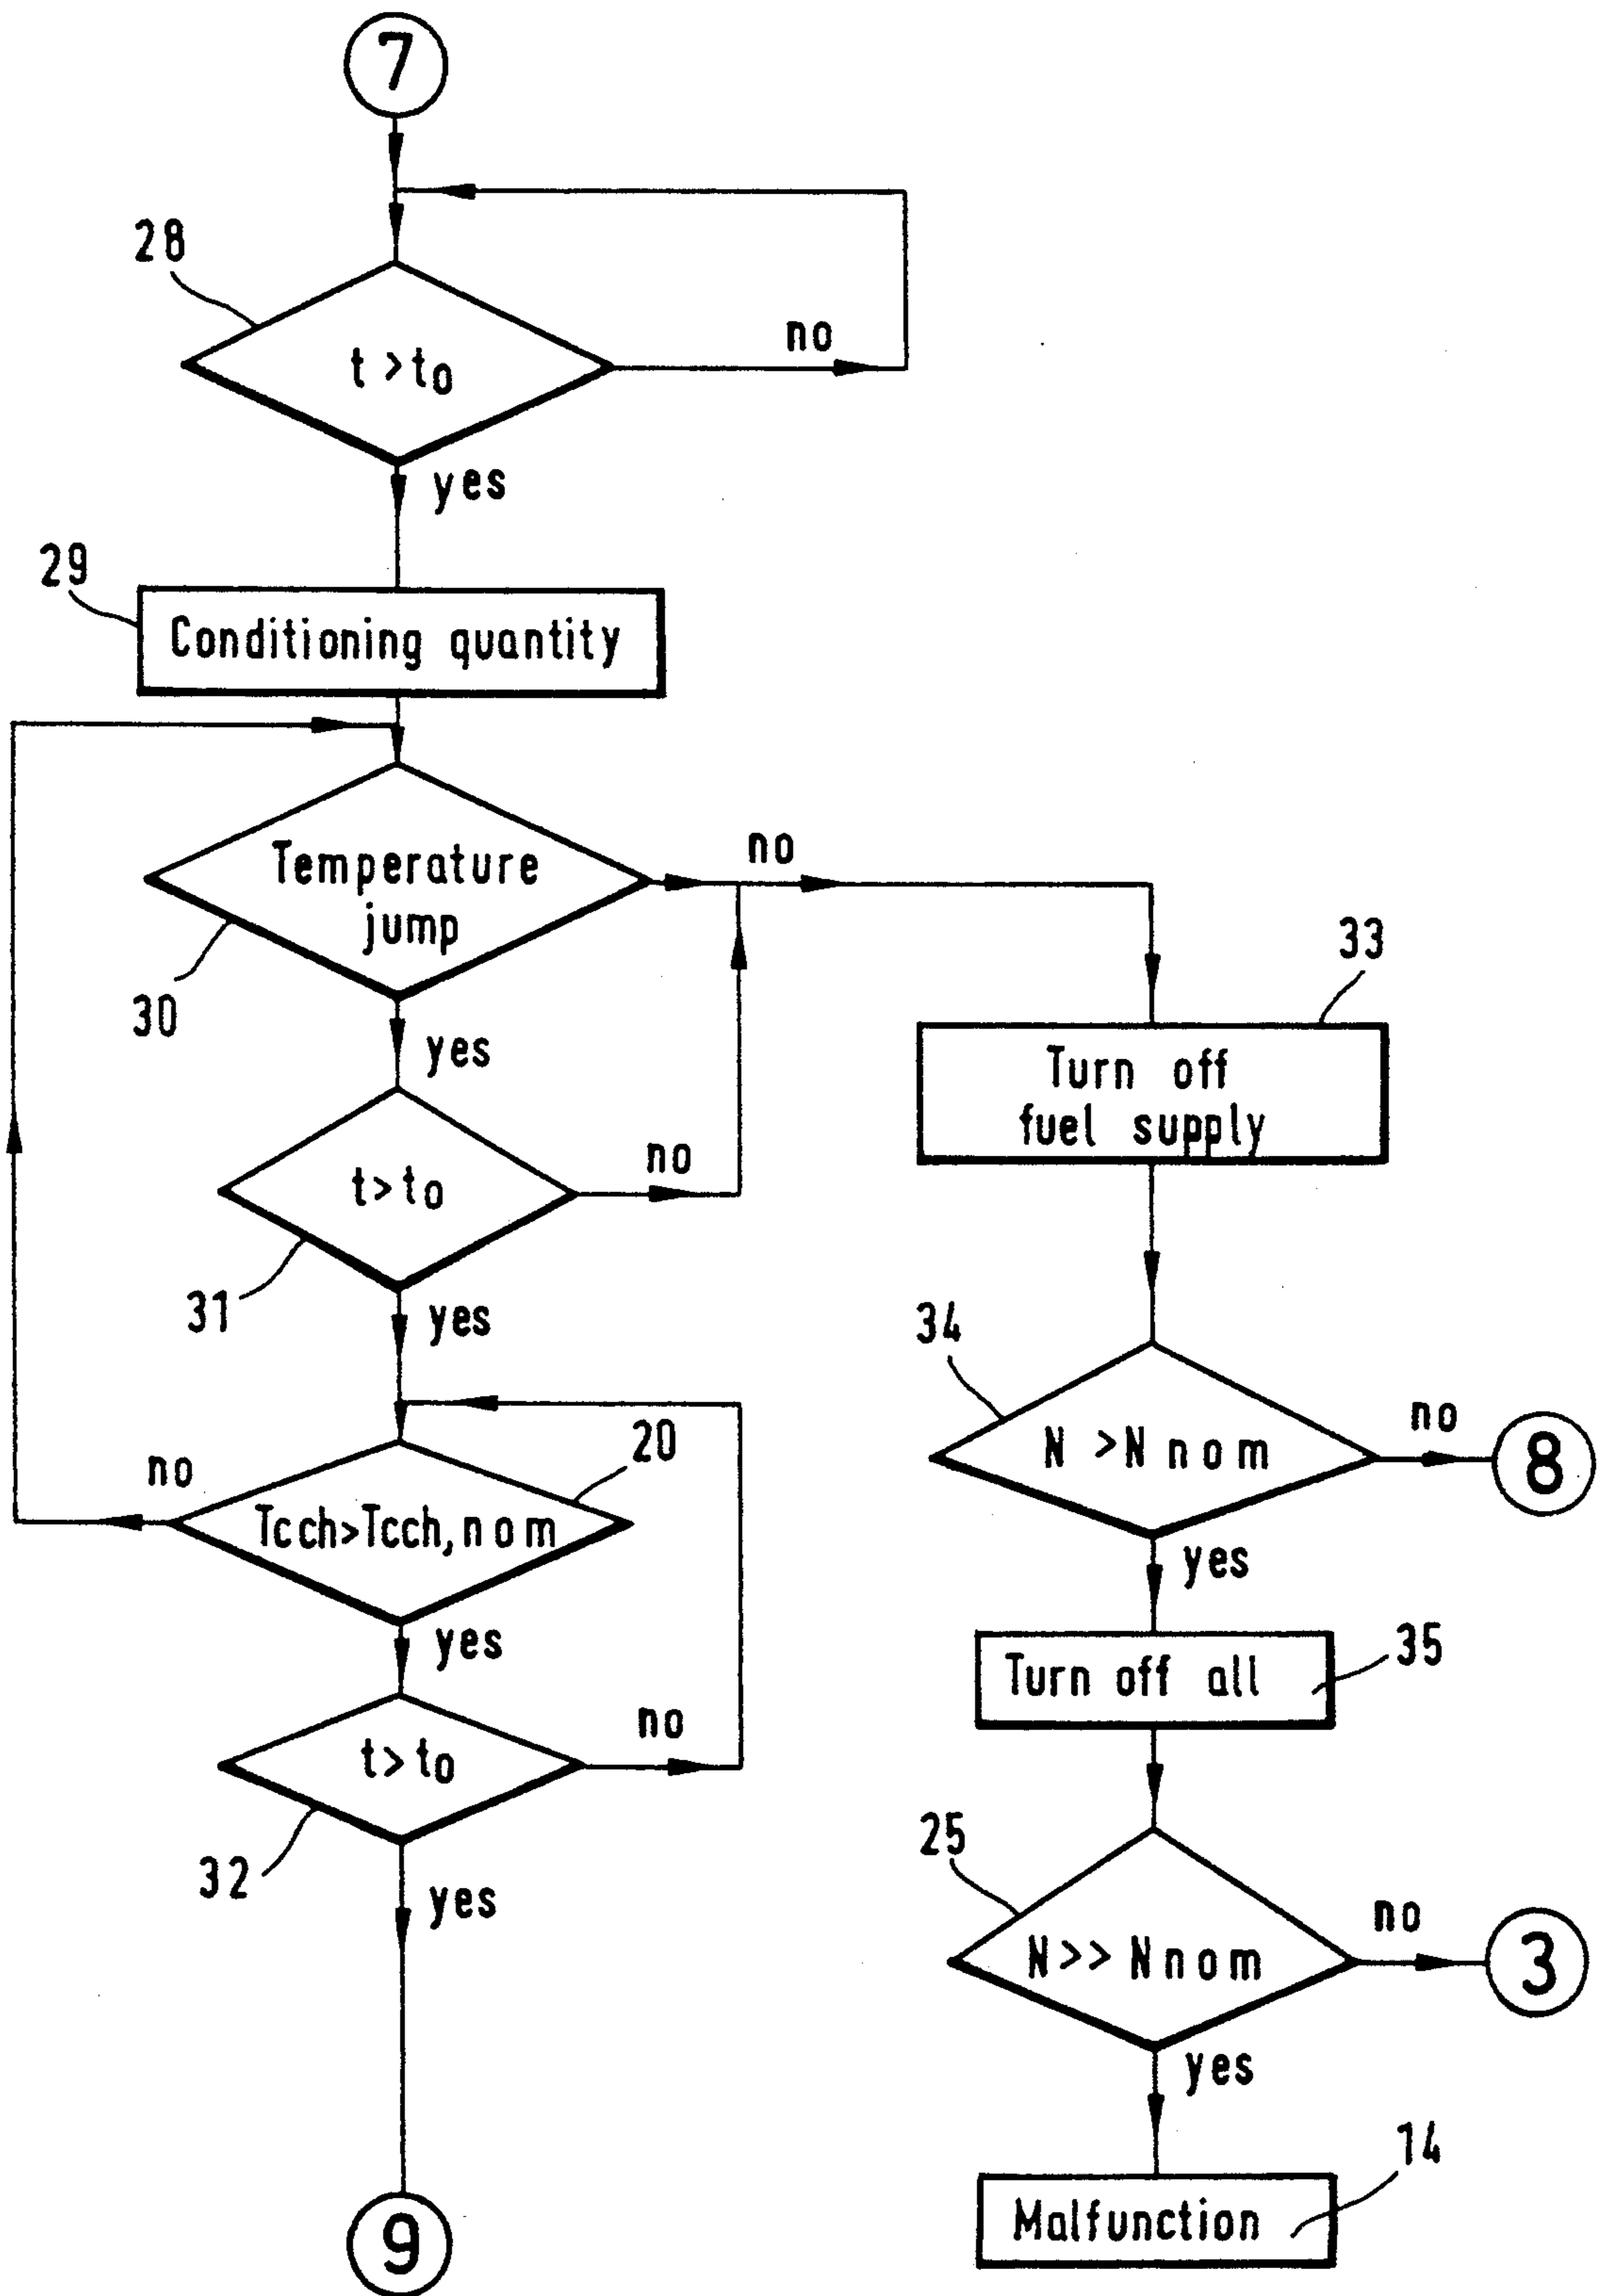 7
28
t >t0
no
yes
29
Conditioning quantity
Temperature
jump
no
30
yes
t>t0
no
31
yes
20
no
Tcch>Tcch,nom
yes
t>t0
no
32
yes
9
33
Turn off
fuel supply
34
N >N nom
no
8
yes
Turn off all
35
25
N>> Nnom
no
3
yes
14
Malfunction